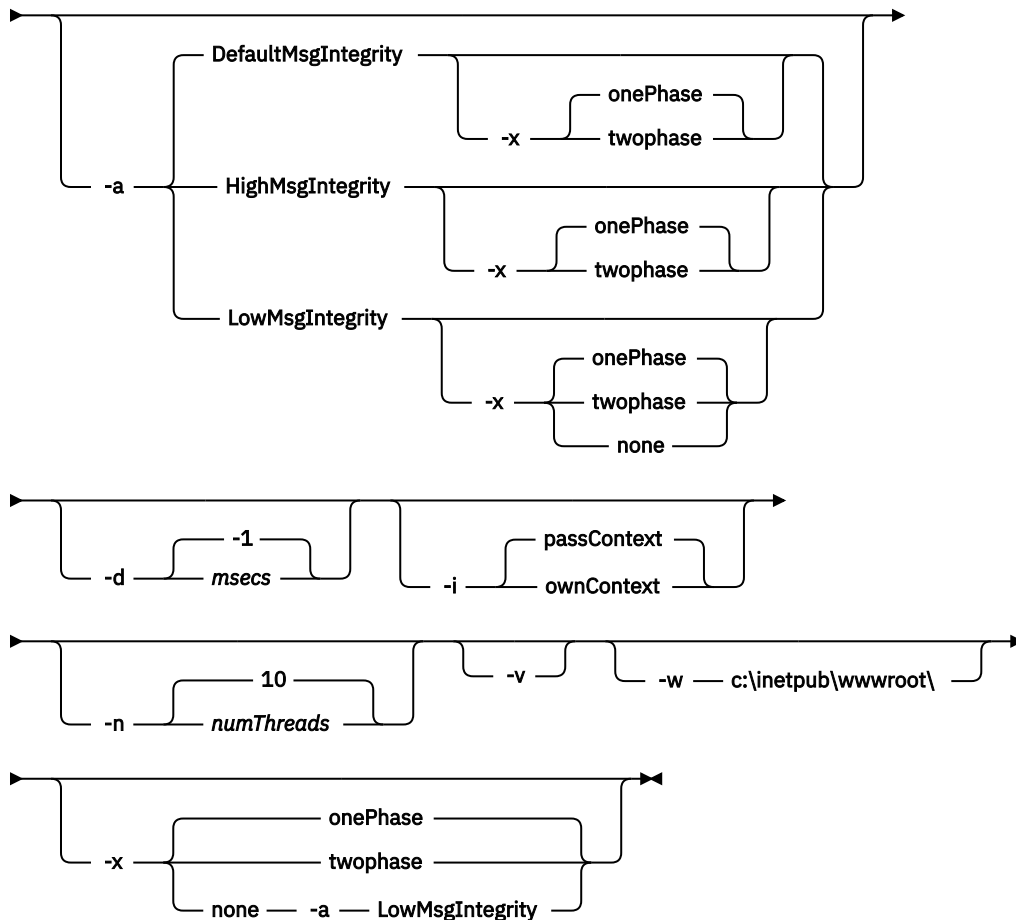 DefaultMsgIntegrity
onePhase
-x twophase
-a HighMsgIntegrity
onePhase
-x twophase
LowMsgIntegrity
onePhase
-x twophase
none
-1 passContext
-d msecs -i ownContext
10 -v -w c:\inetpub\wwwroot\
-n numThreads
onePhase
-x twophase
none -a LowMsgIntegrity